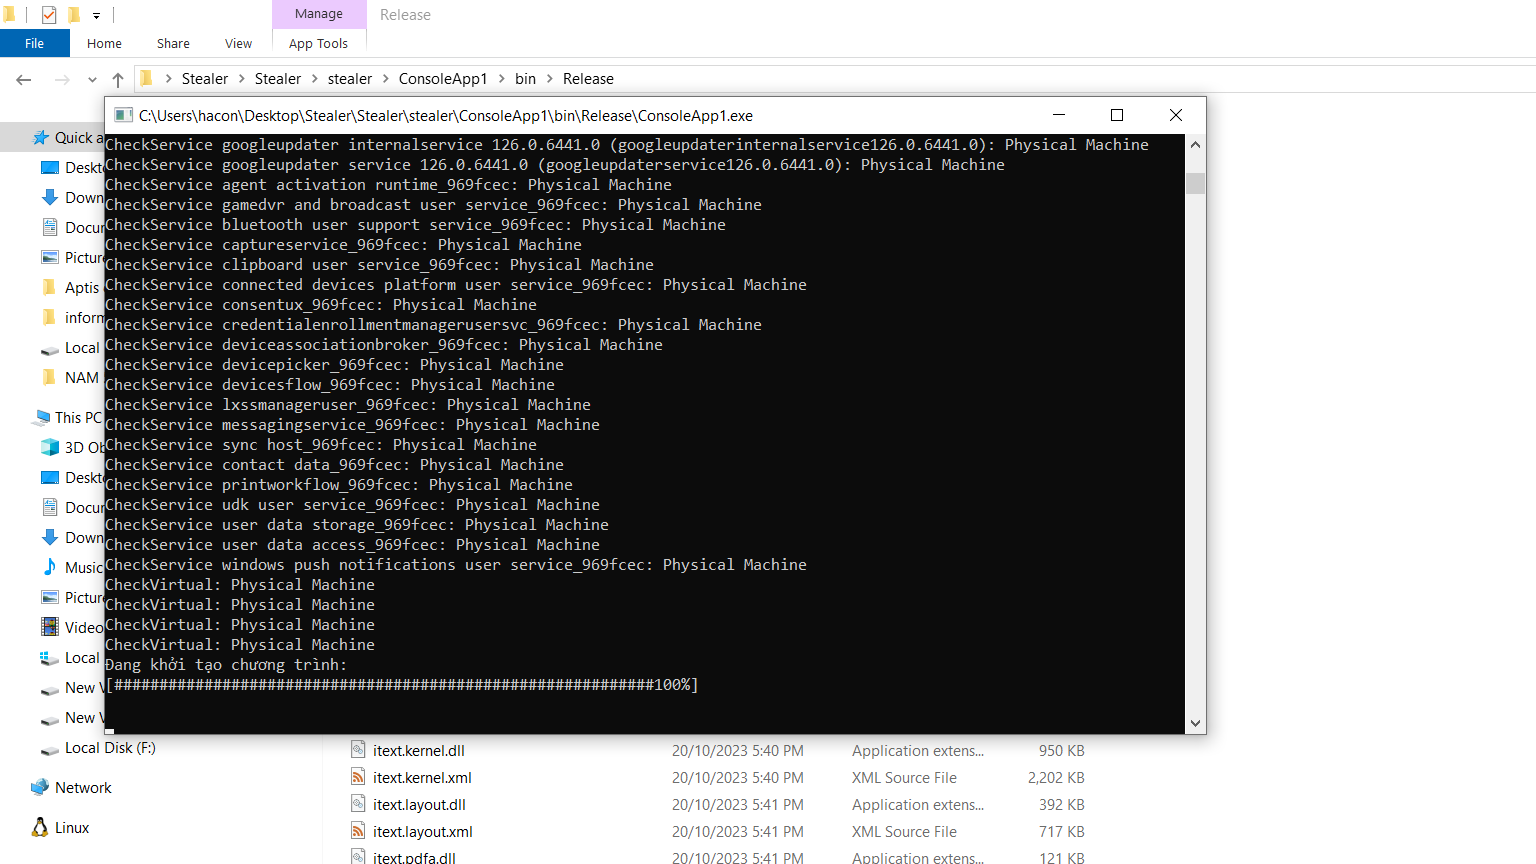 Manage
Release
File
Home
Share
View
App Tools
Stealer > Stealer > stealer > ConsoleApp1 > bin > Release
C:\Users\hacon\Desktop\Stealer\Stealer\stealer\ConsoleApp1\bin\Release\ConsoleApp1.exe
CheckService googleupdater internalservice 126.0.6441.0 (googleupdaterinternalservice126.0.6441.0): Physical Machine
CheckService googleupdater service 126.0.6441.0 (googleupdaterservice126.0.6441.0): Physical Machine
CheckService agent activation runtime_969fcec: Physical Machine
CheckService gamedvr and broadcast user service_969fcec: Physical Machine
CheckService bluetooth user support service_969fcec: Physical Machine
CheckService captureservice_969fcec: Physical Machine
CheckService clipboard user service_969fcec: Physical Machine
CheckService connected devices platform user service_969fcec: Physical Machine
CheckService consentux_969fcec: Physical Machine
CheckService credentialenrollmentmanagerusersvc_969fcec: Physical Machine
CheckService deviceassociationbroker_969fcec: Physical Machine
CheckService devicepicker_969fcec: Physical Machine
CheckService devicesflow_969fcec: Physical Machine
CheckService lxssmanageruser_969fcec: Physical Machine
CheckService messagingservice_969fcec: Physical Machine
CheckService sync host_969fcec: Physical Machine
CheckService contact data_969fcec: Physical Machine
CheckService printworkflow_969fcec: Physical Machine
CheckService udk user service_969fcec: Physical Machine
CheckService user data storage_969fcec: Physical Machine
CheckService user data access_969fcec: Physical Machine
CheckService windows push notifications user service_969fcec: Physical Machine
CheckVirtual: Physical Machine
CheckVirtual: Physical Machine
CheckVirtual: Physical Machine
CheckVirtual: Physical Machine
Đang khởi tạo chương trình:
[############################################################100%]
Quick a
Deskt
Down
Docur
Picture
Aptis
inforn
Local
NAM
This PC
3D Ob
Deskt
Docur
Down
Music
Picture
Video
Local
New V
New V
Local Disk (F:)
Network
Linux
itext.kernel.dll 20/10/2023 5:40 PM Application extens... 950 KB
itext.kernel.xml 20/10/2023 5:40 PM XML Source File 2,202 KB
itext.layout.dll 20/10/2023 5:41 PM Application extens... 392 KB
itext.layout.xml 20/10/2023 5:41 PM XML Source File 717 KB
itext.pdfa.dll 20/10/2023 5:41 PM Application extens... 121 KB